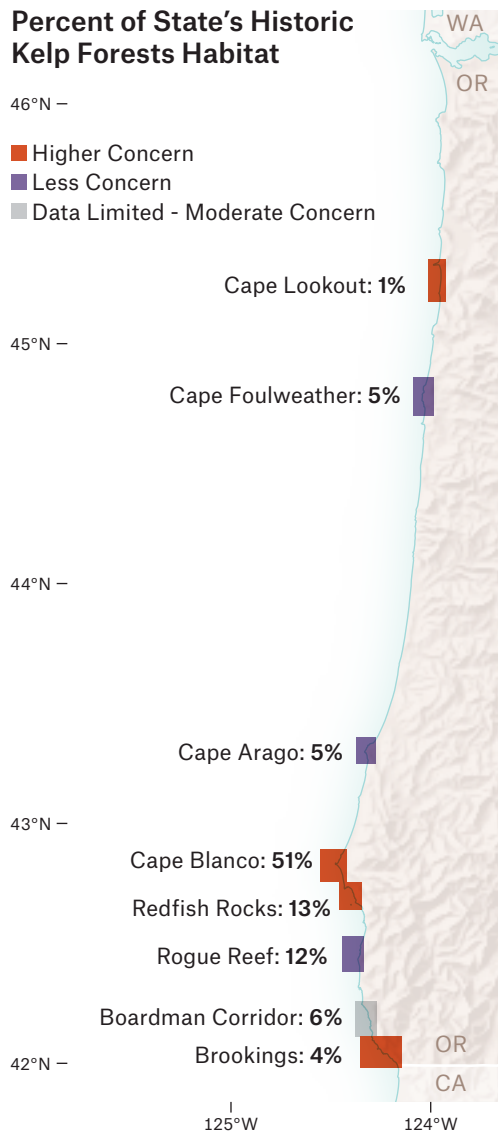 Percent of State's Historic
Kelp Forests Habitat
WA
OR
46°N
Higher Concern
Less Concern
Data Limited - Moderate Concern
Cape Lookout: 1%
45°N
Cape Foulweather: 5%
44°N
Cape Arago: 5%
43°N
Cape Blanco: 51%
Redfish Rocks: 13%
Rogue Reef: 12%
Boardman Corridor: 6%
Brookings: 4%
OR
42°N
CA
125°W
124°W